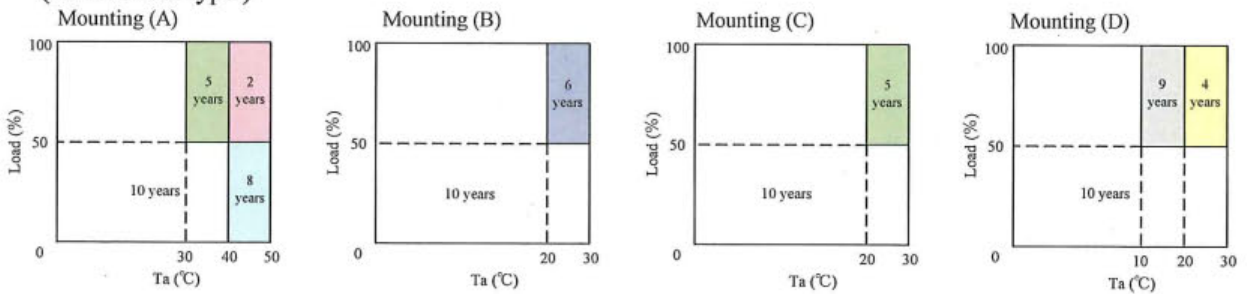 Mounting (A)
100
50
0
Load (%)
5
years
2
years
8
years
10 years
30
40
50
Ta (℃)
Mounting (B)
100
50
0
Load (%)
6
years
10 years
20
30
Ta (℃)
Mounting (C)
100
50
0
Load (%)
5
years
10 years
20
30
Ta (℃)
Mounting (D)
100
50
0
Load (%)
9
years
4
years
10 years
10
20
30
Ta (℃)